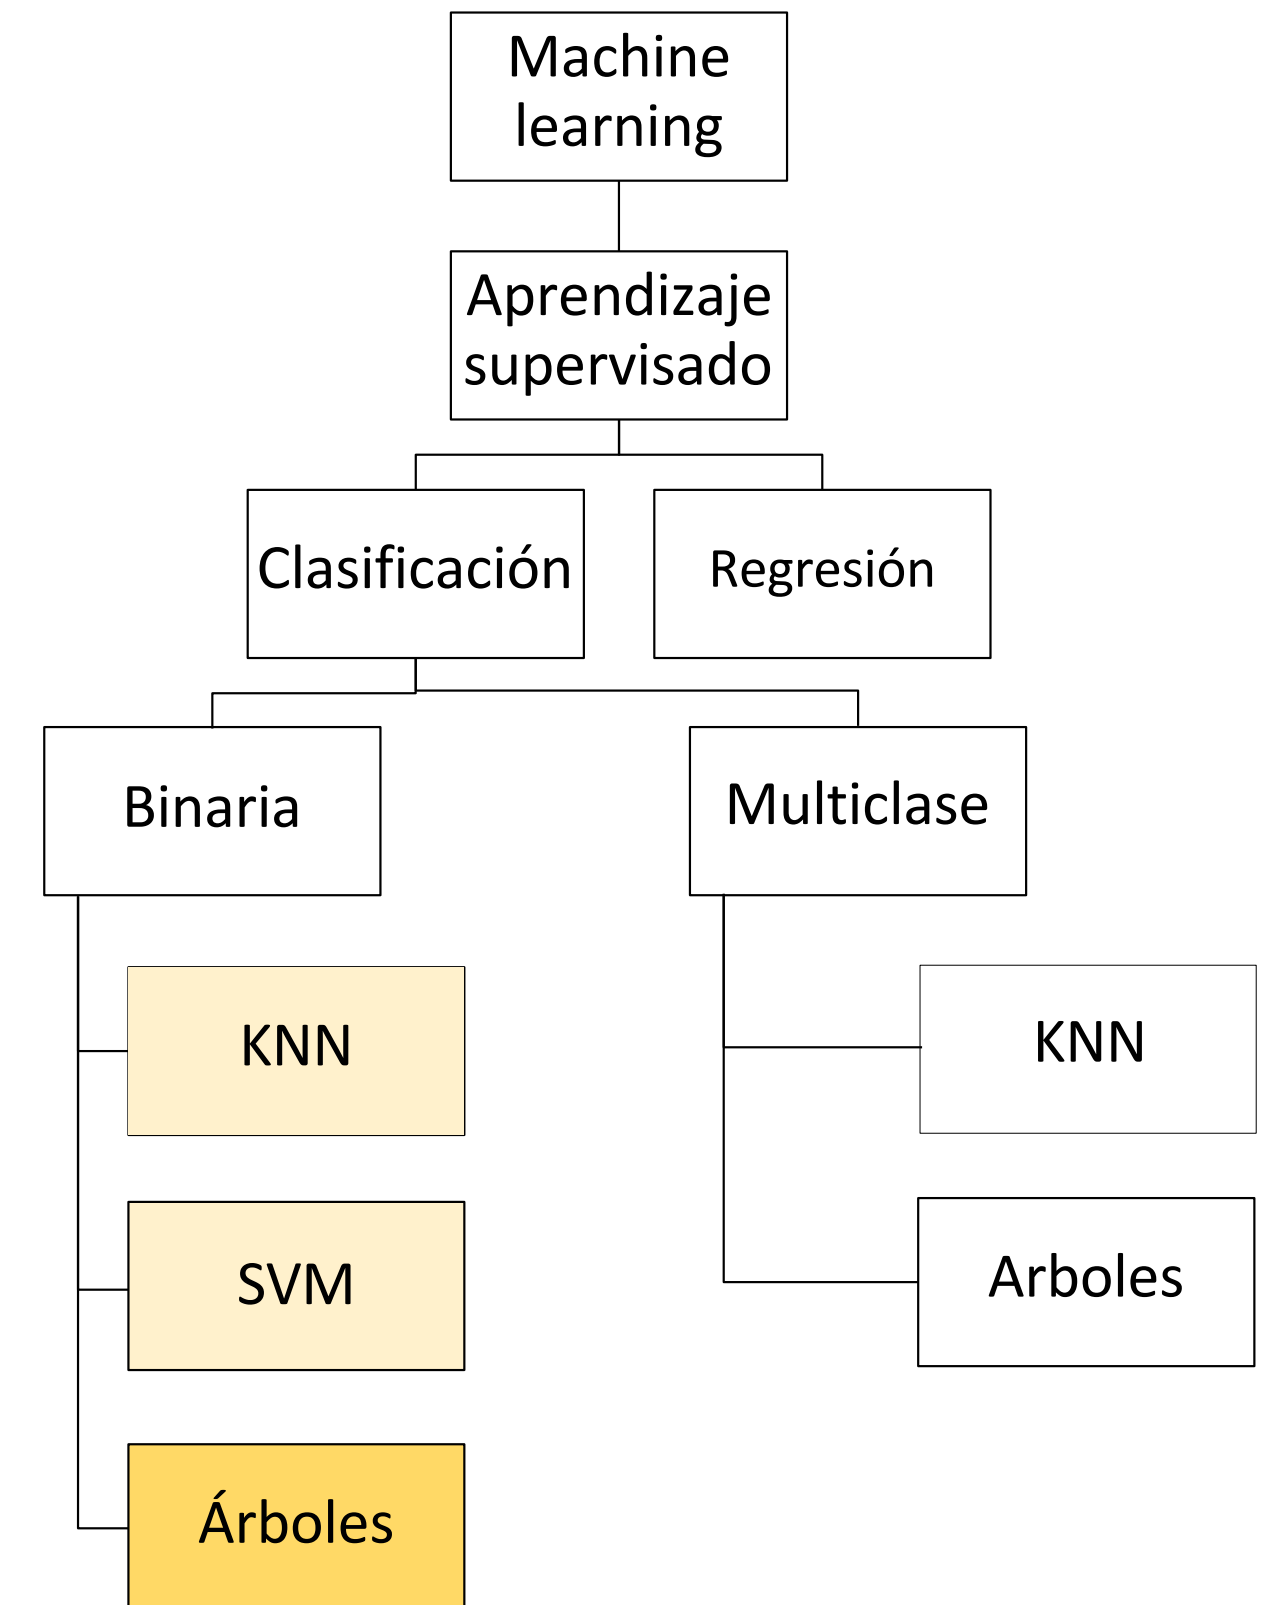 Machine
learning
Aprendizaje
supervisado
Clasificación
Regresión
Binaria
Multiclase
KNN
KNN
SVM
Arboles
Árboles